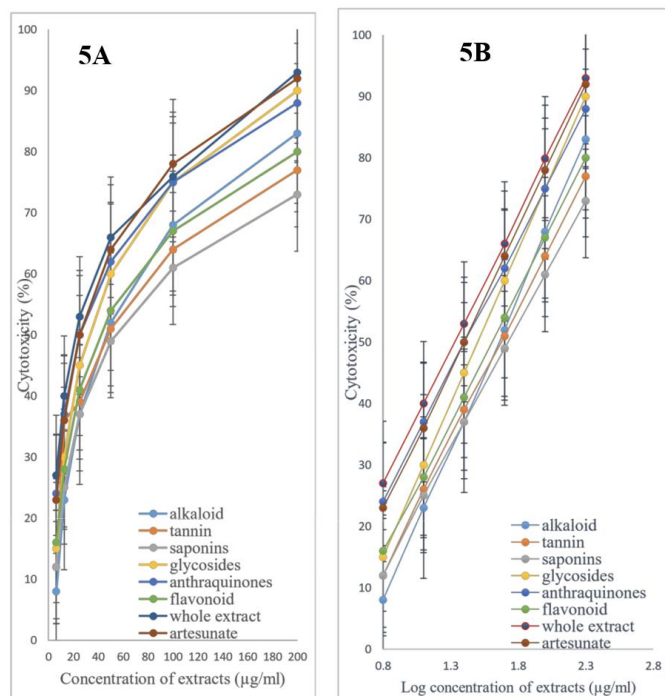 5A
Cytotoxicity (%)
100
90
80
70
60
50
40
30
20
10
0
alkaloid
tannin
saponins
glycosides
anthraquinones
flavonoid
whole extract
artesunate
0 20 40 60 80 100 120 140 160 180 200
Concentration of extracts (µg/ml)
5B
Cytotoxicity (%)
100
90
80
70
60
50
40
30
20
10
0
alkaloid
tannin
saponins
glycosides
anthraquinones
flavonoid
whole extract
artesunate
0.8 1.3 1.8 2.3 2.8
Log concentration of extracts (µg/ml)